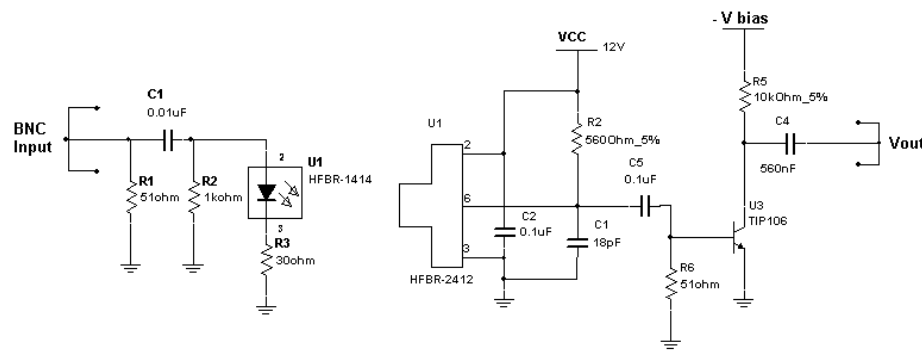 BNC
Input
C1
0.01uF
R1
51ohm
R2
1kohm
2
U1
HFBR-1414
3
R3
30ohm
U1
2
6
3
HFBR-2412
VCC
12V
R2
560Ohm_5%
C2
0.1uF
C1
18pF
C5
0.1uF
R6
51ohm
- V bias
R5
10kOhm_5%
C4
560nF
U3
TIP106
Vout